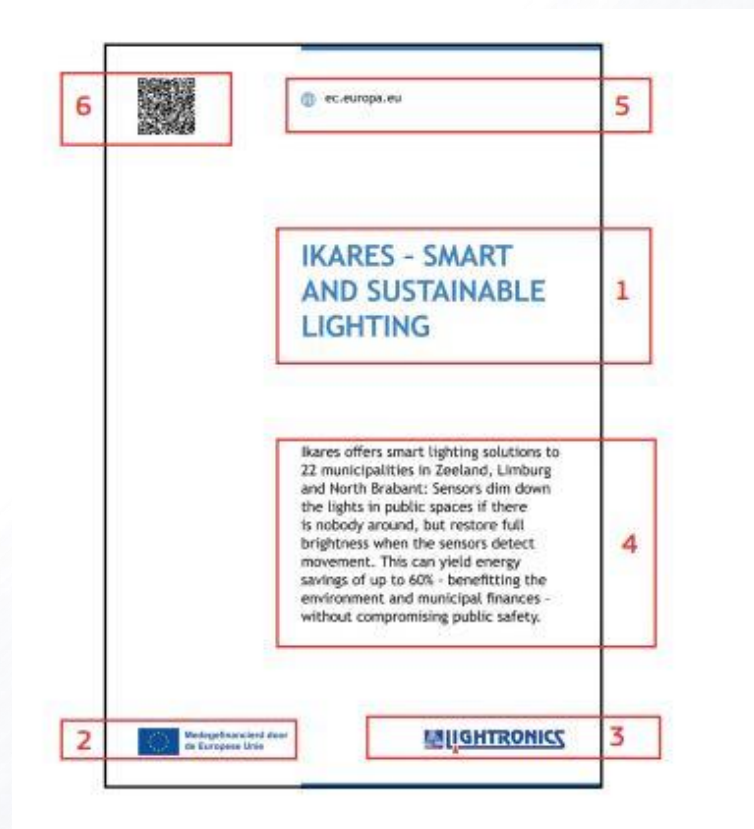 6
ec.europa.eu
5
IKARES – SMART
AND SUSTAINABLE
LIGHTING
1
Ikares offers smart lighting solutions to
22 municipalities in Zeeland, Limburg
and North Brabant: Sensors dim down
the lights in public spaces if there
is nobody around, but restore full
brightness when the sensors detect
movement. This can yield energy
savings of up to 60% - benefitting the
environment and municipal finances –
without compromising public safety.
4
2
Medegefinancierd door
de Europese Unie
LIGHTRONICS
3